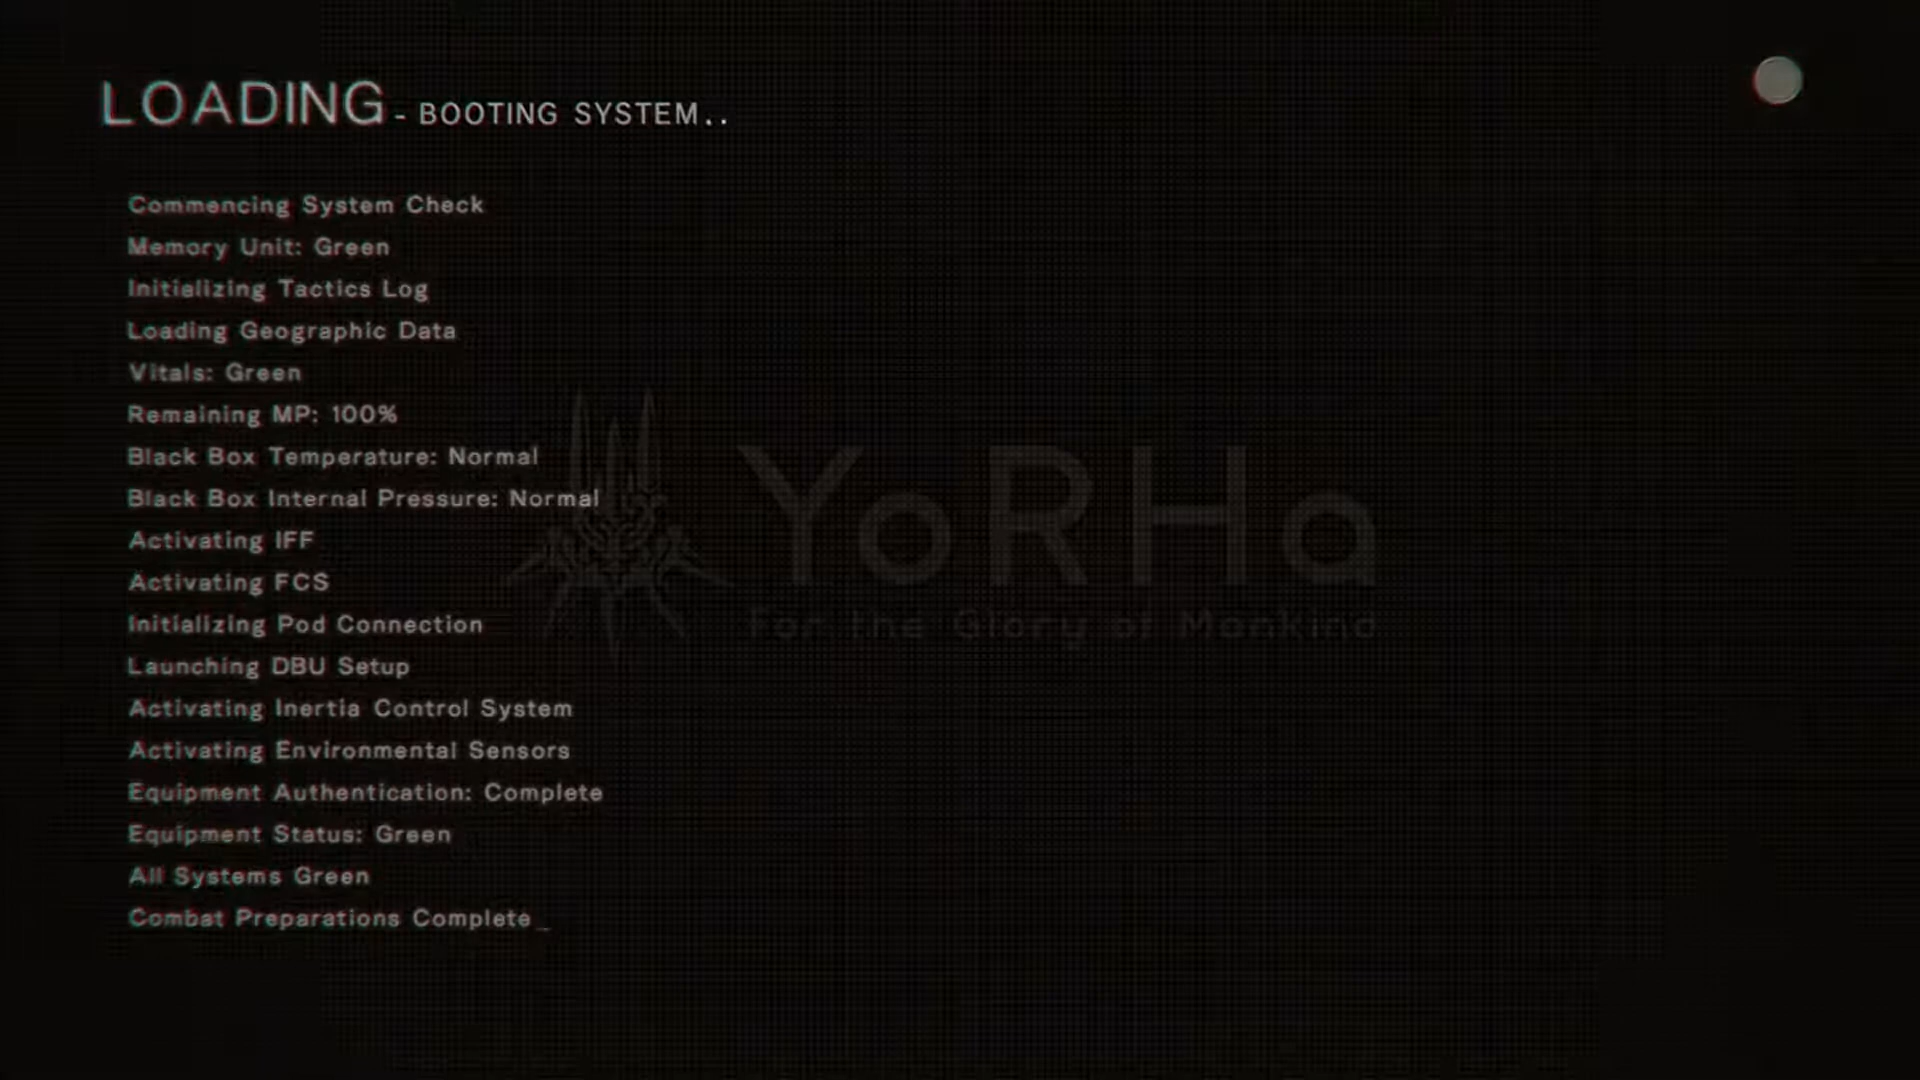 LOADING - BOOTING SYSTEM..
Commencing System Check
Memory Unit: Green
Initializing Tactics Log
Loading Geographic Data
Vitals: Green
Remaining MP: 100%
Black Box Temperature: Normal
Black Box Internal Pressure: Normal
Activating IFF
Activating FCS
Initializing Pod Connection
Launching DBU Setup
Activating Inertia Control System
Activating Environmental Sensors
Equipment Authentication: Complete
Equipment Status: Green
All Systems Green
Combat Preparations Complete_
YoRHa
For the Glory of Mankind